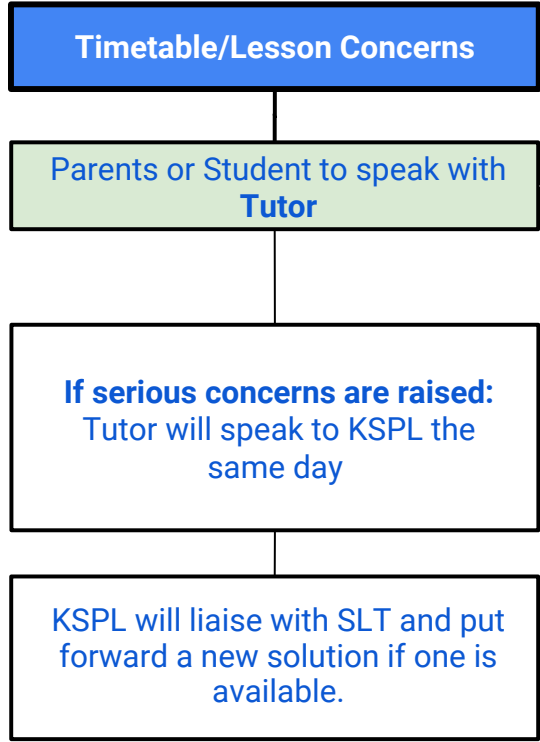 Timetable/Lesson Concerns
Parents or Student to speak with
Tutor
If serious concerns are raised:
Tutor will speak to KSPL the
same day
KSPL will liaise with SLT and put
forward a new solution if one is
available.